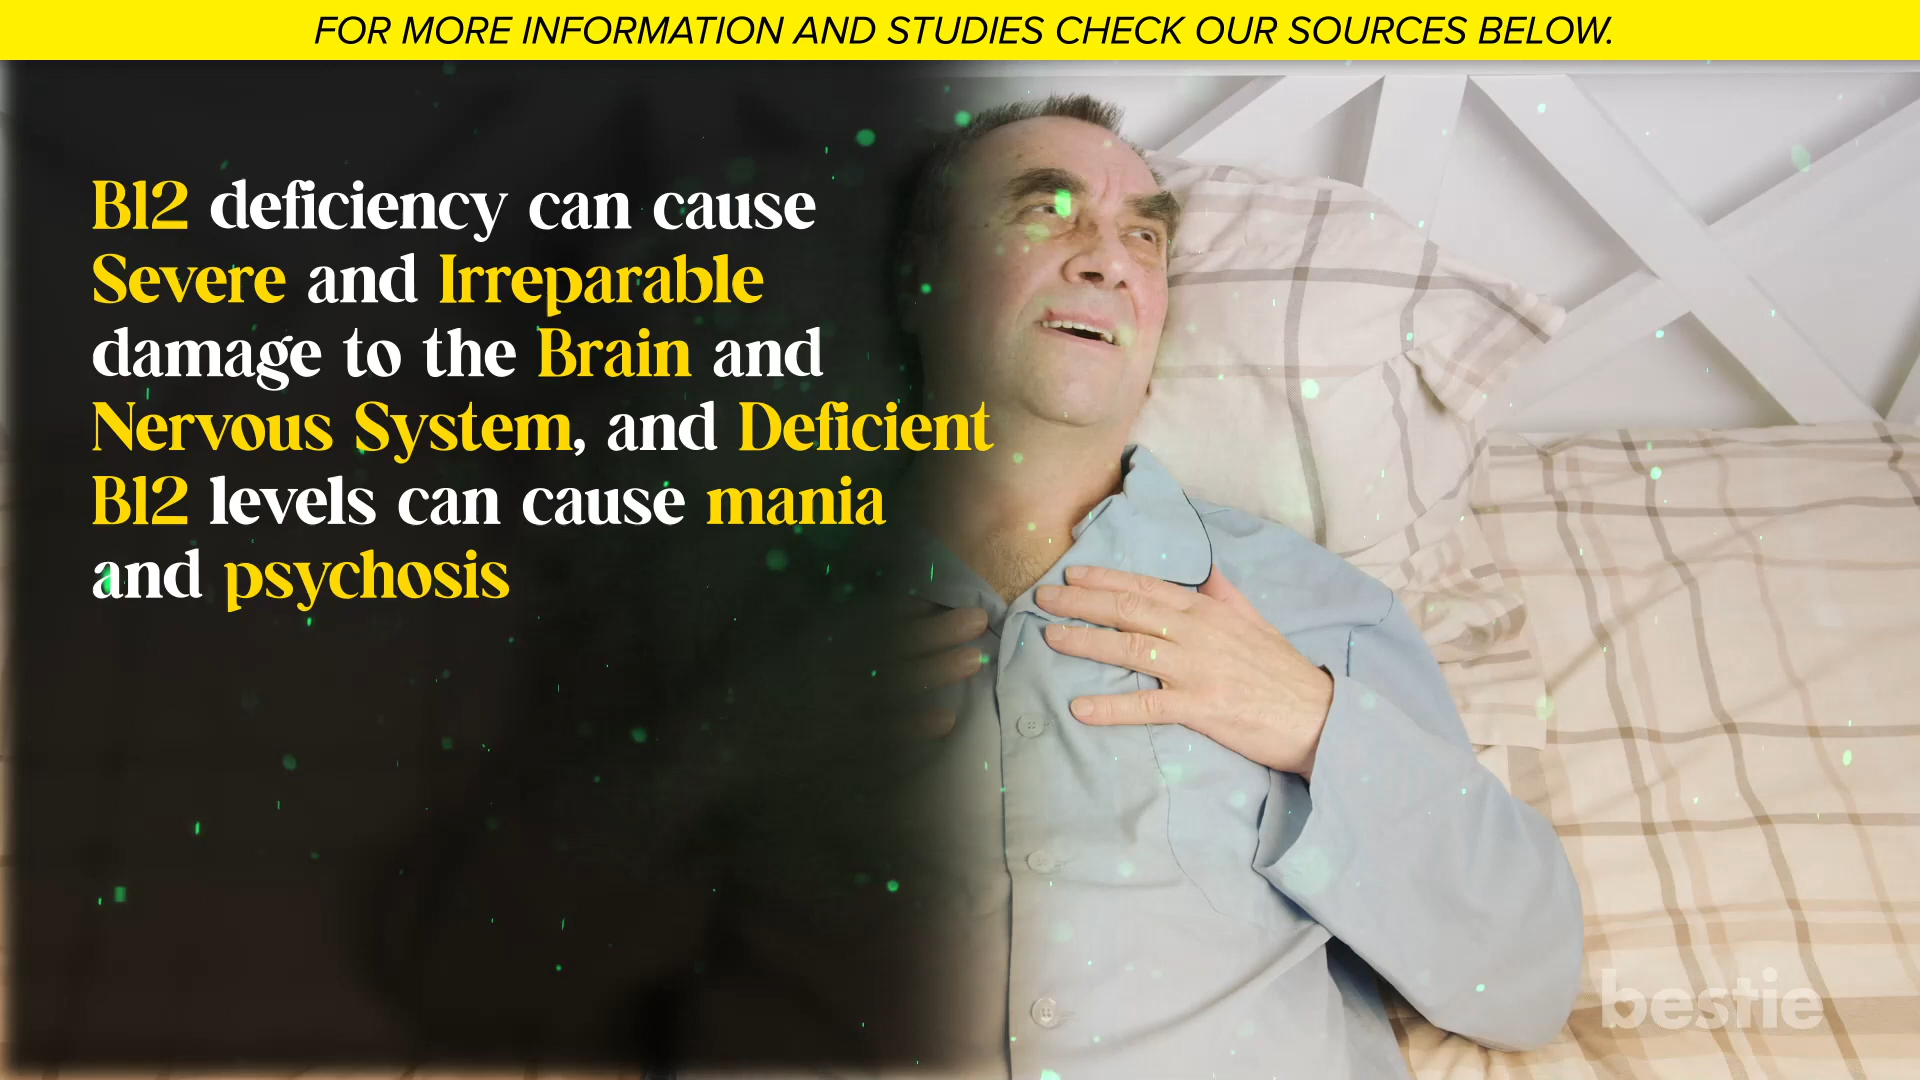 FOR MORE INFORMATION AND STUDIES CHECK OUR SOURCES BELOW.
B12 deficiency can cause
Severe and Irreparable
damage to the Brain and
Nervous System, and Deficient
B12 levels can cause mania
and psychosis
bestie